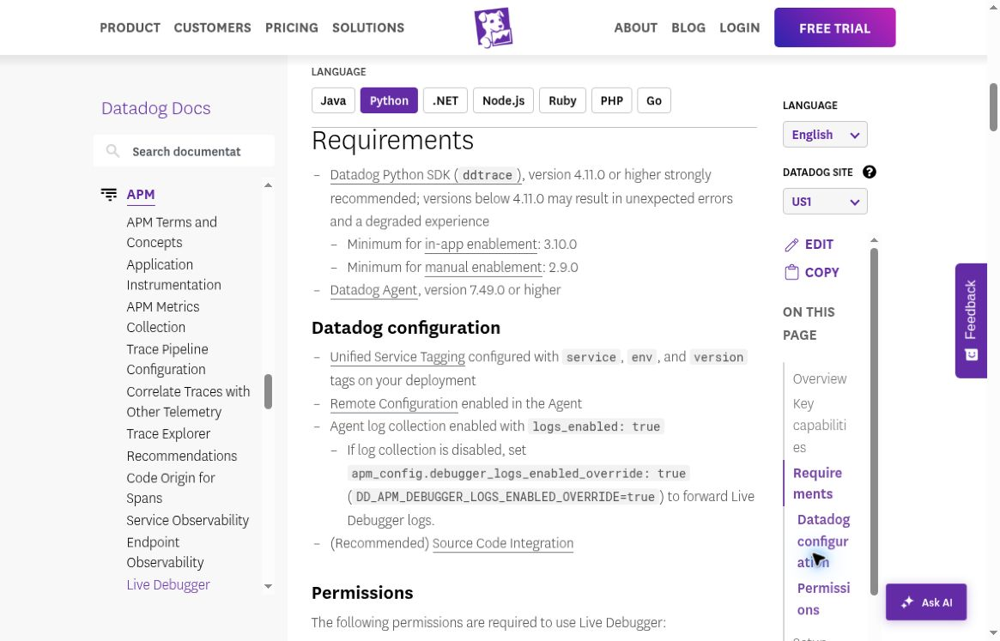 PRODUCT CUSTOMERS PRICING SOLUTIONS ABOUT BLOG LOGIN FREE TRIAL
Datadog Docs
Search documentat
APM
APM Terms and
Concepts
Application
Instrumentation
APM Metrics
Collection
Trace Pipeline
Configuration
Correlate Traces with
Other Telemetry
Trace Explorer
Recommendations
Code Origin for
Spans
Service Observability
Endpoint
Observability
Live Debugger
LANGUAGE
Java Python .NET Node.js Ruby PHP Go
Requirements
– Datadog Python SDK ( ddtrace ), version 4.11.0 or higher strongly
recommended; versions below 4.11.0 may result in unexpected errors
and a degraded experience
– Minimum for in-app enablement: 3.10.0
– Minimum for manual enablement: 2.9.0
– Datadog Agent, version 7.49.0 or higher
Datadog configuration
– Unified Service Tagging configured with service , env , and version
tags on your deployment
– Remote Configuration enabled in the Agent
– Agent log collection enabled with logs_enabled: true
– If log collection is disabled, set
apm_config.debugger_logs_enabled_override: true
( DD_APM_DEBUGGER_LOGS_ENABLED_OVERRIDE=true ) to forward Live
Debugger logs.
– (Recommended) Source Code Integration
Permissions
The following permissions are required to use Live Debugger:
LANGUAGE
English
DATADOG SITE ?
US1
EDIT
COPY
ON THIS
PAGE
Overview
Key
capabiliti
es
Require
ments
Datadog
configur
ation
Permissi
ons
Setup
Feedback
Ask AI